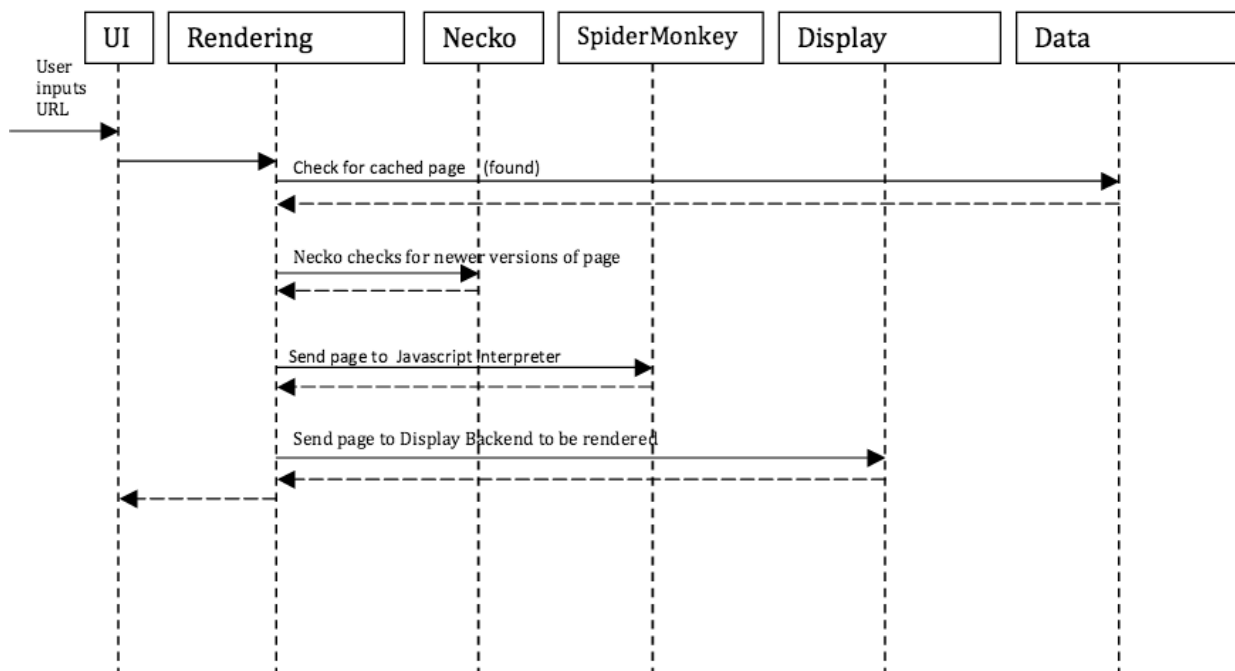 UI
Rendering
Necko
SpiderMonkey
Display
Data
User
inputs
URL
Check for cached page (found)
Necko checks for newer versions of page
Send page to Javascript Interpreter
Send page to Display Backend to be rendered